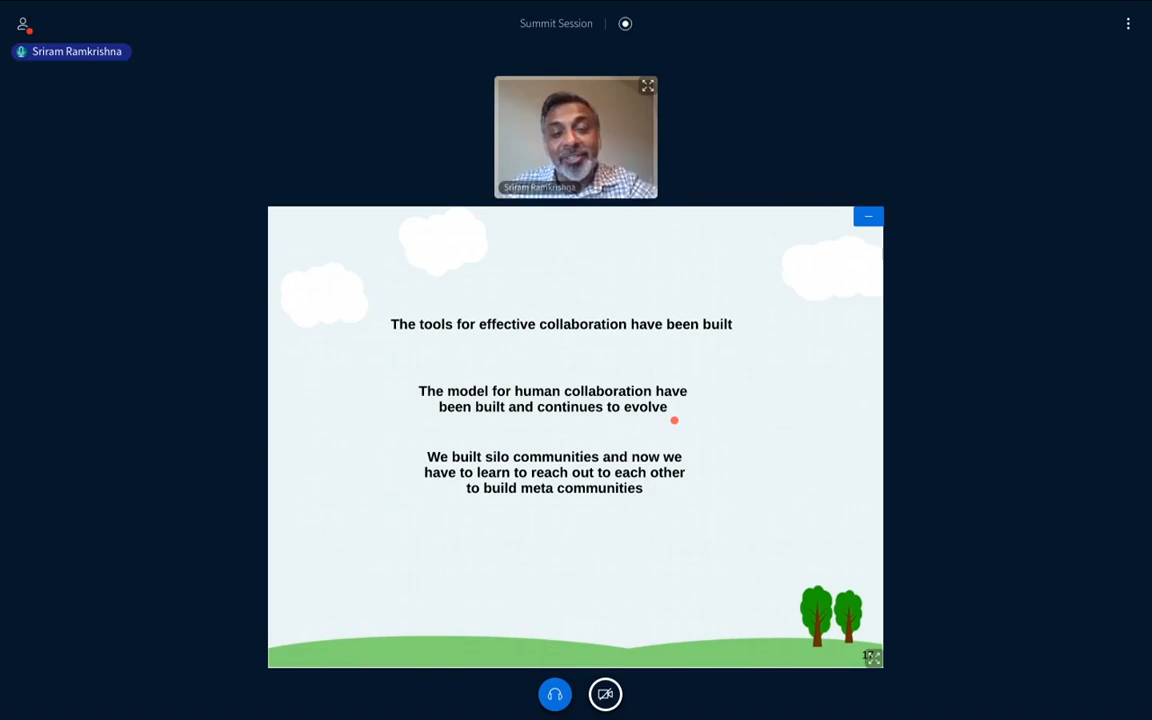 Summit Session
Sriram Ramkrishna
Sriram Ramkrishna
The tools for effective collaboration have been built
The model for human collaboration have
been built and continues to evolve
We built silo communities and now we
have to learn to reach out to each other
to build meta communities